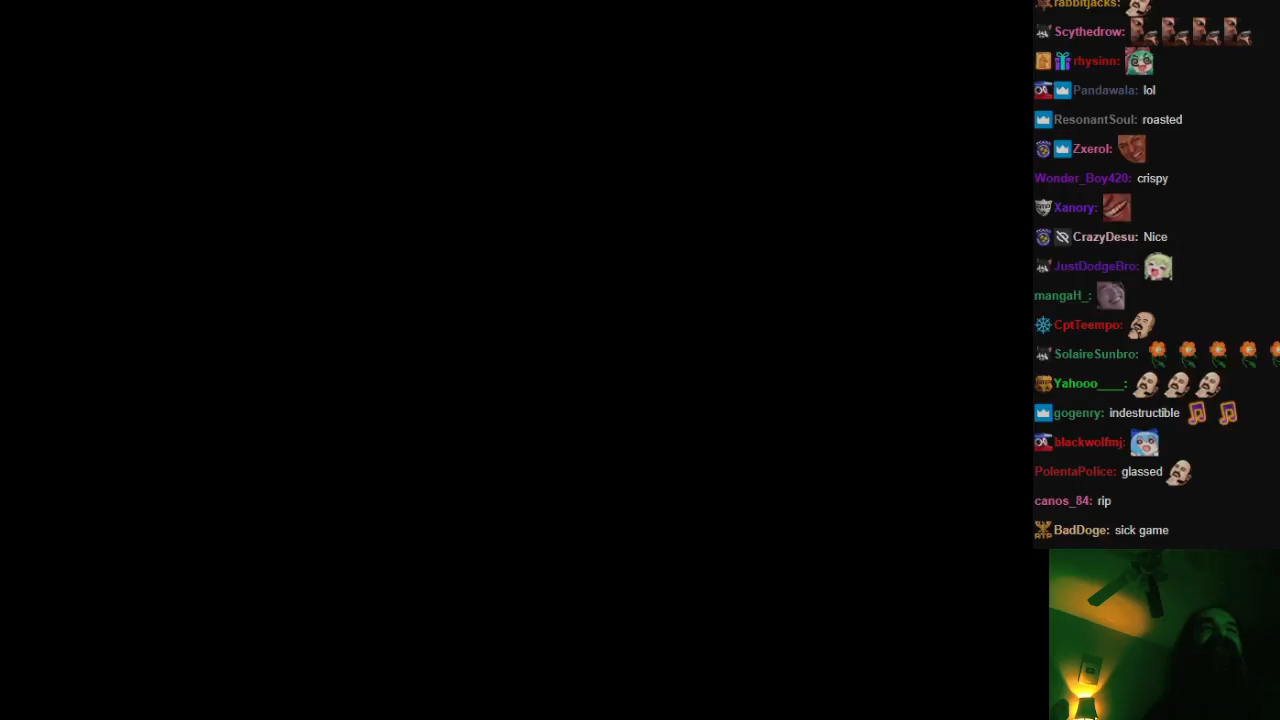 rabbitjacks:
Scythedrow:
rhysinn:
Pandawala: lol
ResonantSoul: roasted
Zxerol:
Wonder_Boy420: crispy
Xanory:
CrazyDesu: Nice
JustDodgeBro:
mangaH_:
CptTeempo:
SolaireSunbro:
Yahooo____:
gogenry: indestructible
blackwolfmj:
PolentaPolice: glassed
canos_84: rip
BadDoge: sick game